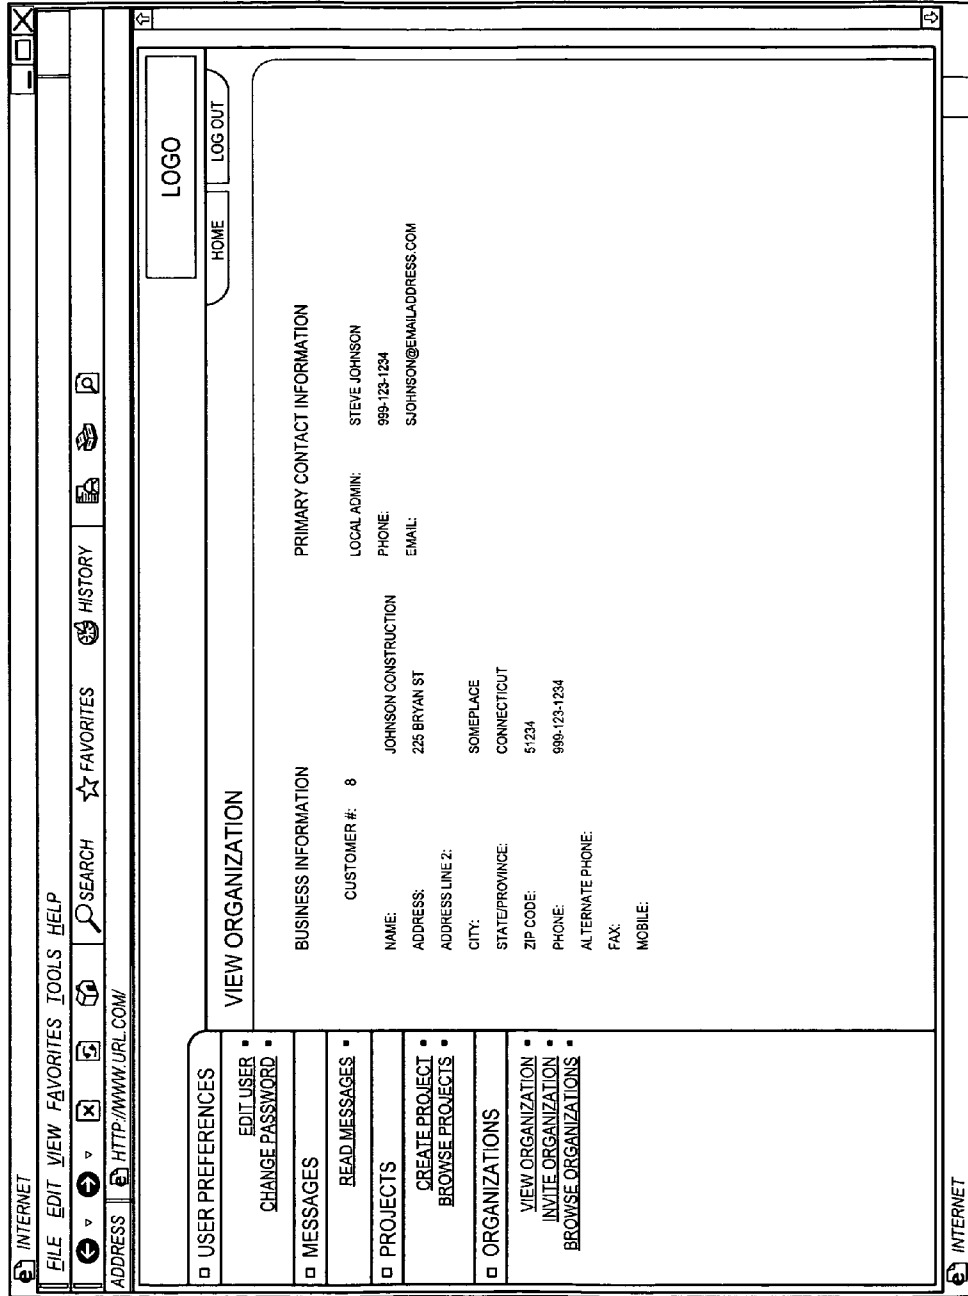 INTERNET
FILE EDIT VIEW FAVORITES TOOLS HELP
SEARCH FAVORITES HISTORY
ADDRESS HTTP://WWW.URL.COM/
LOGO
HOME LOG OUT
USER PREFERENCES
EDIT USER
CHANGE PASSWORD
MESSAGES
READ MESSAGES
PROJECTS
CREATE PROJECT
BROWSE PROJECTS
ORGANIZATIONS
VIEW ORGANIZATION
INVITE ORGANIZATION
BROWSE ORGANIZATIONS
VIEW ORGANIZATION
BUSINESS INFORMATION
CUSTOMER #: 8
NAME: JOHNSON CONSTRUCTION
ADDRESS: 225 BRYAN ST
ADDRESS LINE 2:
CITY: SOMEPLACE
STATE/PROVINCE: CONNECTICUT
ZIP CODE: 51234
PHONE: 999-123-1234
ALTERNATE PHONE:
FAX:
MOBILE:
PRIMARY CONTACT INFORMATION
LOCAL ADMIN: STEVE JOHNSON
PHONE: 999-123-1234
EMAIL: SJOHNSON@EMAILADDRESS.COM
INTERNET